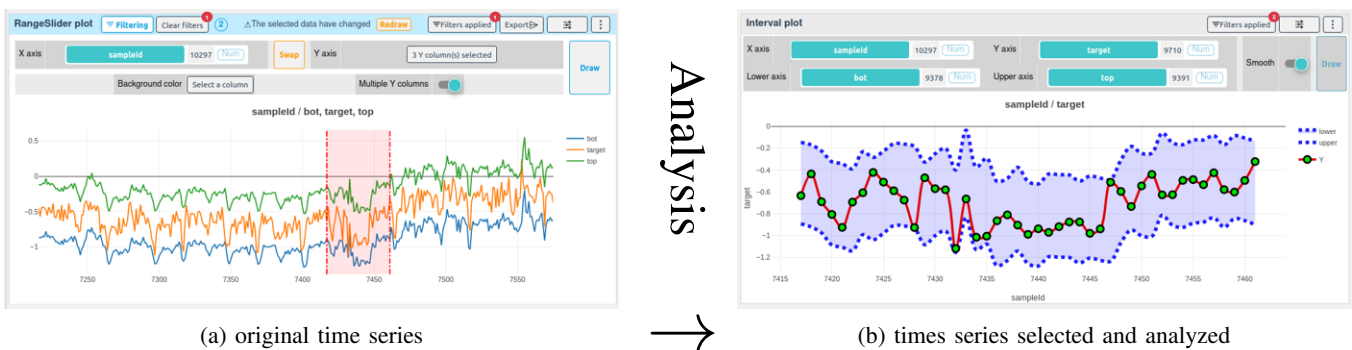 RangeSlider plot Filtering Clear filters 1 2 ⚠The selected data have changed Redraw Filters applied 1 Export
X axis sampleId 10297 Num Swap Y axis 3 Y column(s) selected Draw
Background color Select a column Multiple Y columns
sampleId / bot, target, top
0.5
0
−0.5
−1
bot
target
top
7250 7300 7350 7400 7450 7500 7550
(a) original time series
Analysis
Interval plot Filters applied 2
X axis sampleId 10297 Num Y axis target 9710 Num
Lower axis bot 9378 Num Upper axis top 9391 Num Smooth Draw
sampleId / target
0
−0.2
−0.4
−0.6
−0.8
−1
−1.2
target
lower
upper
Y
7415 7420 7425 7430 7435 7440 7445 7450 7455 7460
sampleId
(b) times series selected and analyzed